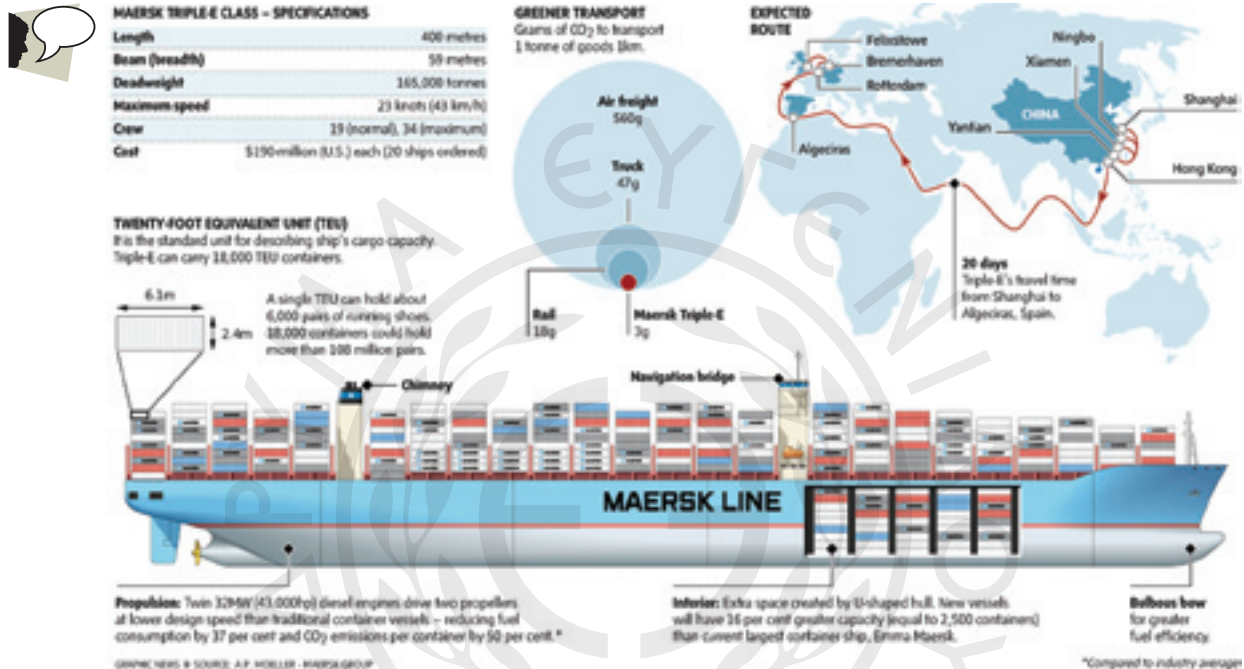 MAERSK TRIPLE-E CLASS – SPECIFICATIONS
Length 400 metres
Beam (breadth) 59 metres
Deadweight 165,000 tonnes
Maximum speed 23 knots (43 km/h)
Crew 19 (normal), 34 (maximum)
Cost $190 million (U.S.) each (20 ships ordered)
TWENTY-FOOT EQUIVALENT UNIT (TEU)
It is the standard unit for describing ship's cargo capacity.
Triple-E can carry 18,000 TEU containers.
6.1m
2.4m
A single TEU can hold about
6,000 pairs of running shoes.
18,000 containers could hold
more than 108 million pairs.
GREENER TRANSPORT
Grams of CO2 to transport
1 tonne of goods 1km.
Air freight
560g
Truck
47g
Rail
18g
Maersk Triple-E
3g
EXPECTED
ROUTE
Felixstowe
Bremerhaven
Rotterdam
Algeciras
Ningbo
Xiamen
Shanghai
CHINA
Yantian
Hong Kong
20 days
Triple-E's travel time
from Shanghai to
Algeciras, Spain.
Chimney
Navigation bridge
MAERSK LINE
Propulsion: Twin 32MW (43,000hp) diesel engines drive two propellers
at lower design speed than traditional container vessels – reducing fuel
consumption by 37 per cent and CO2 emissions per container by 50 per cent.*
Interior: Extra space created by U-shaped hull. New vessels
will have 16 per cent greater capacity (equal to 2,500 containers)
than current largest container ship, Emma Maersk.
Bulbous bow
for greater
fuel efficiency.
GRAPHIC NEWS SOURCE: A.P. MOELLER - MAERSK GROUP
*Compared to industry average